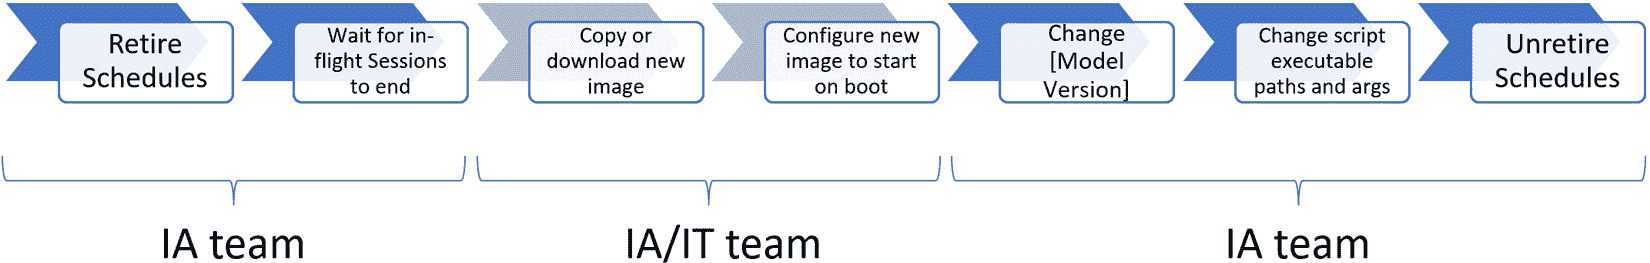 Retire
Schedules
Wait for in-
flight Sessions
to end
Copy or
download new
image
Configure new
image to start
on boot
Change
[Model
Version]
Change script
executable
paths and args
Unretire
Schedules
IA team
IA/IT team
IA team